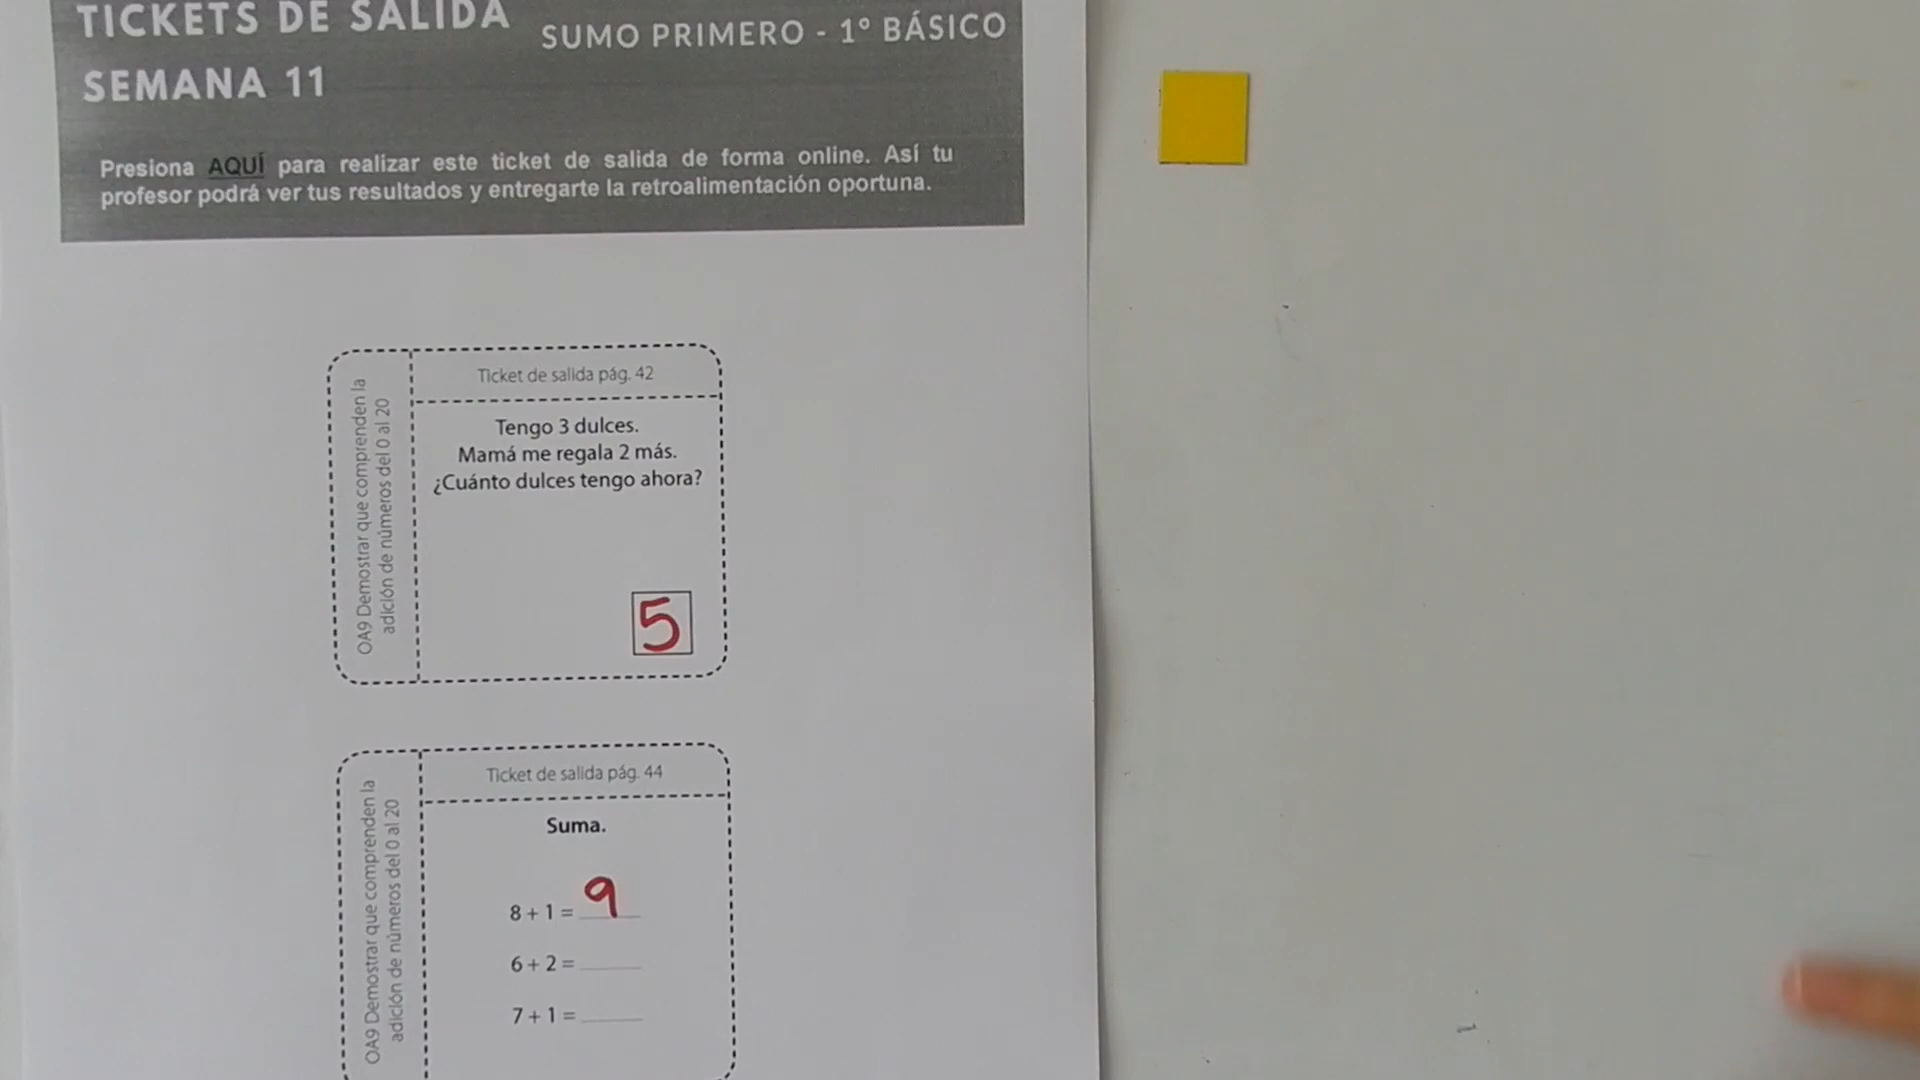 TICKETS DE SALIDA
SUMO PRIMERO - 1° BÁSICO
SEMANA 11
Presiona AQUÍ para realizar este ticket de salida de forma online. Así tu
profesor podrá ver tus resultados y entregarte la retroalimentación oportuna.
OA9 Demostrar que comprenden la
adición de números del 0 al 20
Ticket de salida pág. 42
Tengo 3 dulces.
Mamá me regala 2 más.
¿Cuánto dulces tengo ahora?
5
OA9 Demostrar que comprenden la
adición de números del 0 al 20
Ticket de salida pág. 44
Suma.
8 + 1 = 9
6 + 2 =
7 + 1 =